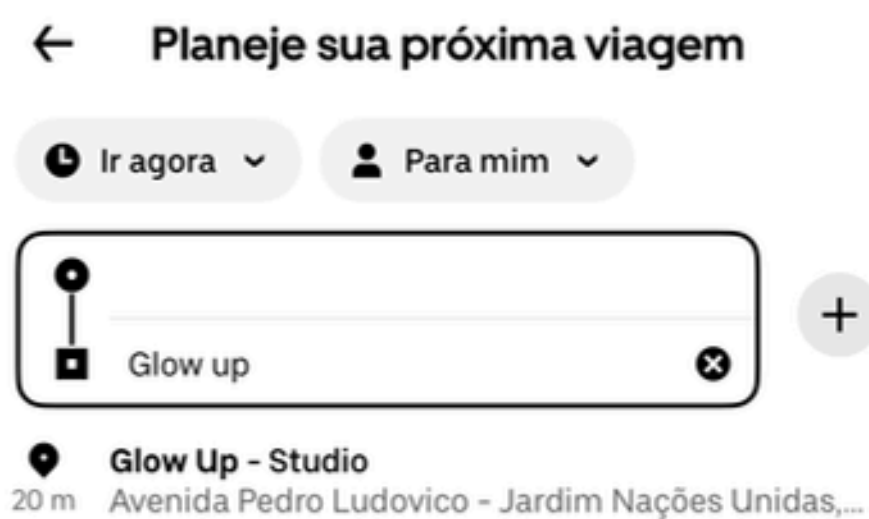 Planeje sua próxima viagem
Ir agora
Para mim
Glow up
Glow Up - Studio
20 m
Avenida Pedro Ludovico - Jardim Nações Unidas,...